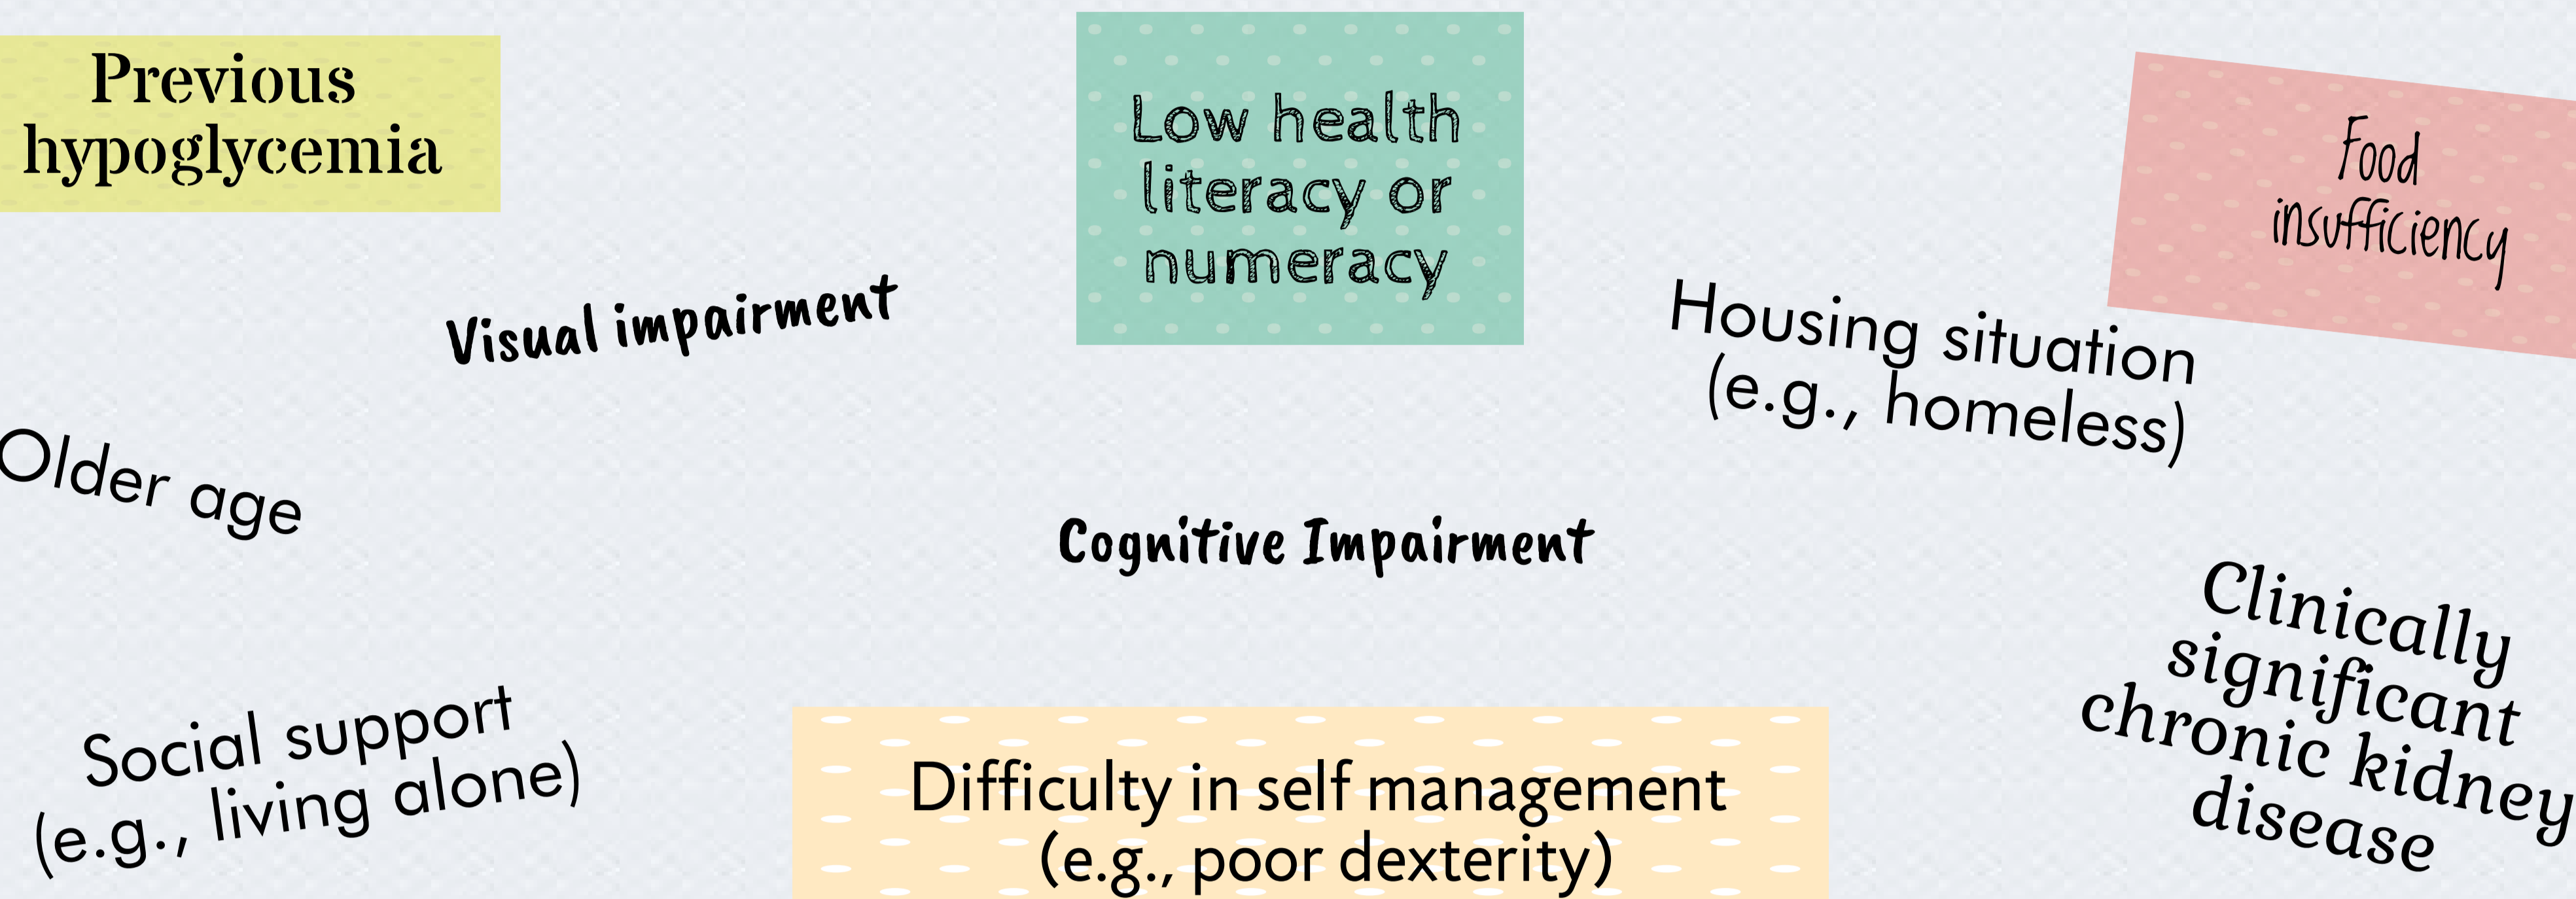 Previous
hypoglycemia
Low health
literacy or
numeracy
Food
insufficiency
Visual impairment
Housing situation
(e.g., homeless)
Older age
Cognitive Impairment
Clinically
significant
chronic kidney
disease
Social support
(e.g., living alone)
Difficulty in self management
(e.g., poor dexterity)